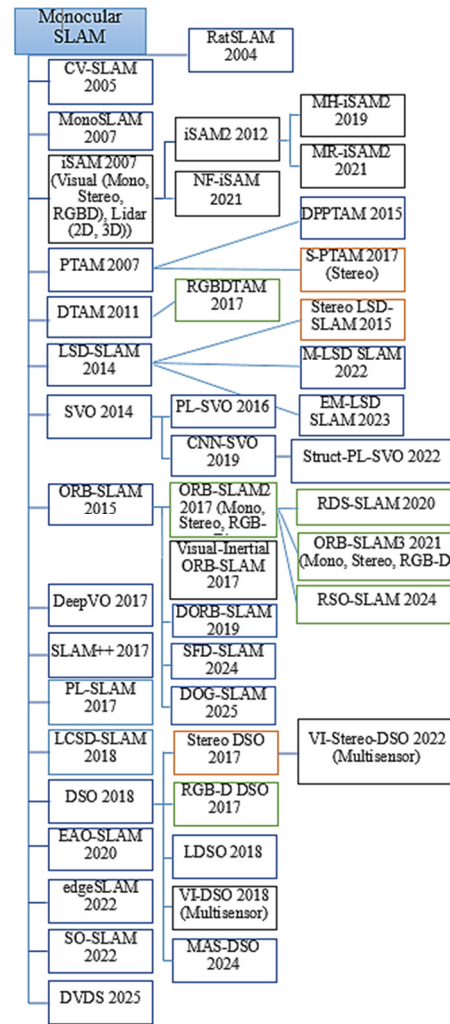 Monocular
SLAM
RatSLAM
2004
CV-SLAM
2005
MonoSLAM
2007
iSAM 2007
(Visual (Mono,
Stereo,
RGBD), Lidar
(2D, 3D))
iSAM2 2012
MH-iSAM2
2019
MR-iSAM2
2021
NF-iSAM
2021
PTAM 2007
DPPTAM 2015
S-PTAM 2017
(Stereo)
DTAM 2011
RGBDTAM
2017
LSD-SLAM
2014
Stereo LSD-
SLAM 2015
M-LSD SLAM
2022
EM-LSD
SLAM 2023
SVO 2014
PL-SVO 2016
CNN-SVO
2019
Struct-PL-SVO 2022
ORB-SLAM
2015
ORB-SLAM2
2017 (Mono,
Stereo, RGB-
RDS-SLAM 2020
ORB-SLAM3 2021
(Mono, Stereo, RGB-D
RSO-SLAM 2024
Visual-Inertial
ORB-SLAM
2017
DORB-SLAM
2019
SFD-SLAM
2024
DOG-SLAM
2025
DeepVO 2017
SLAM++ 2017
PL-SLAM
2017
LCSD-SLAM
2018
DSO 2018
Stereo DSO
2017
VI-Stereo-DSO 2022
(Multisensor)
RGB-D DSO
2017
LDSO 2018
VI-DSO 2018
(Multisensor)
MAS-DSO
2024
EAO-SLAM
2020
edgeSLAM
2022
SO-SLAM
2022
DVDS 2025